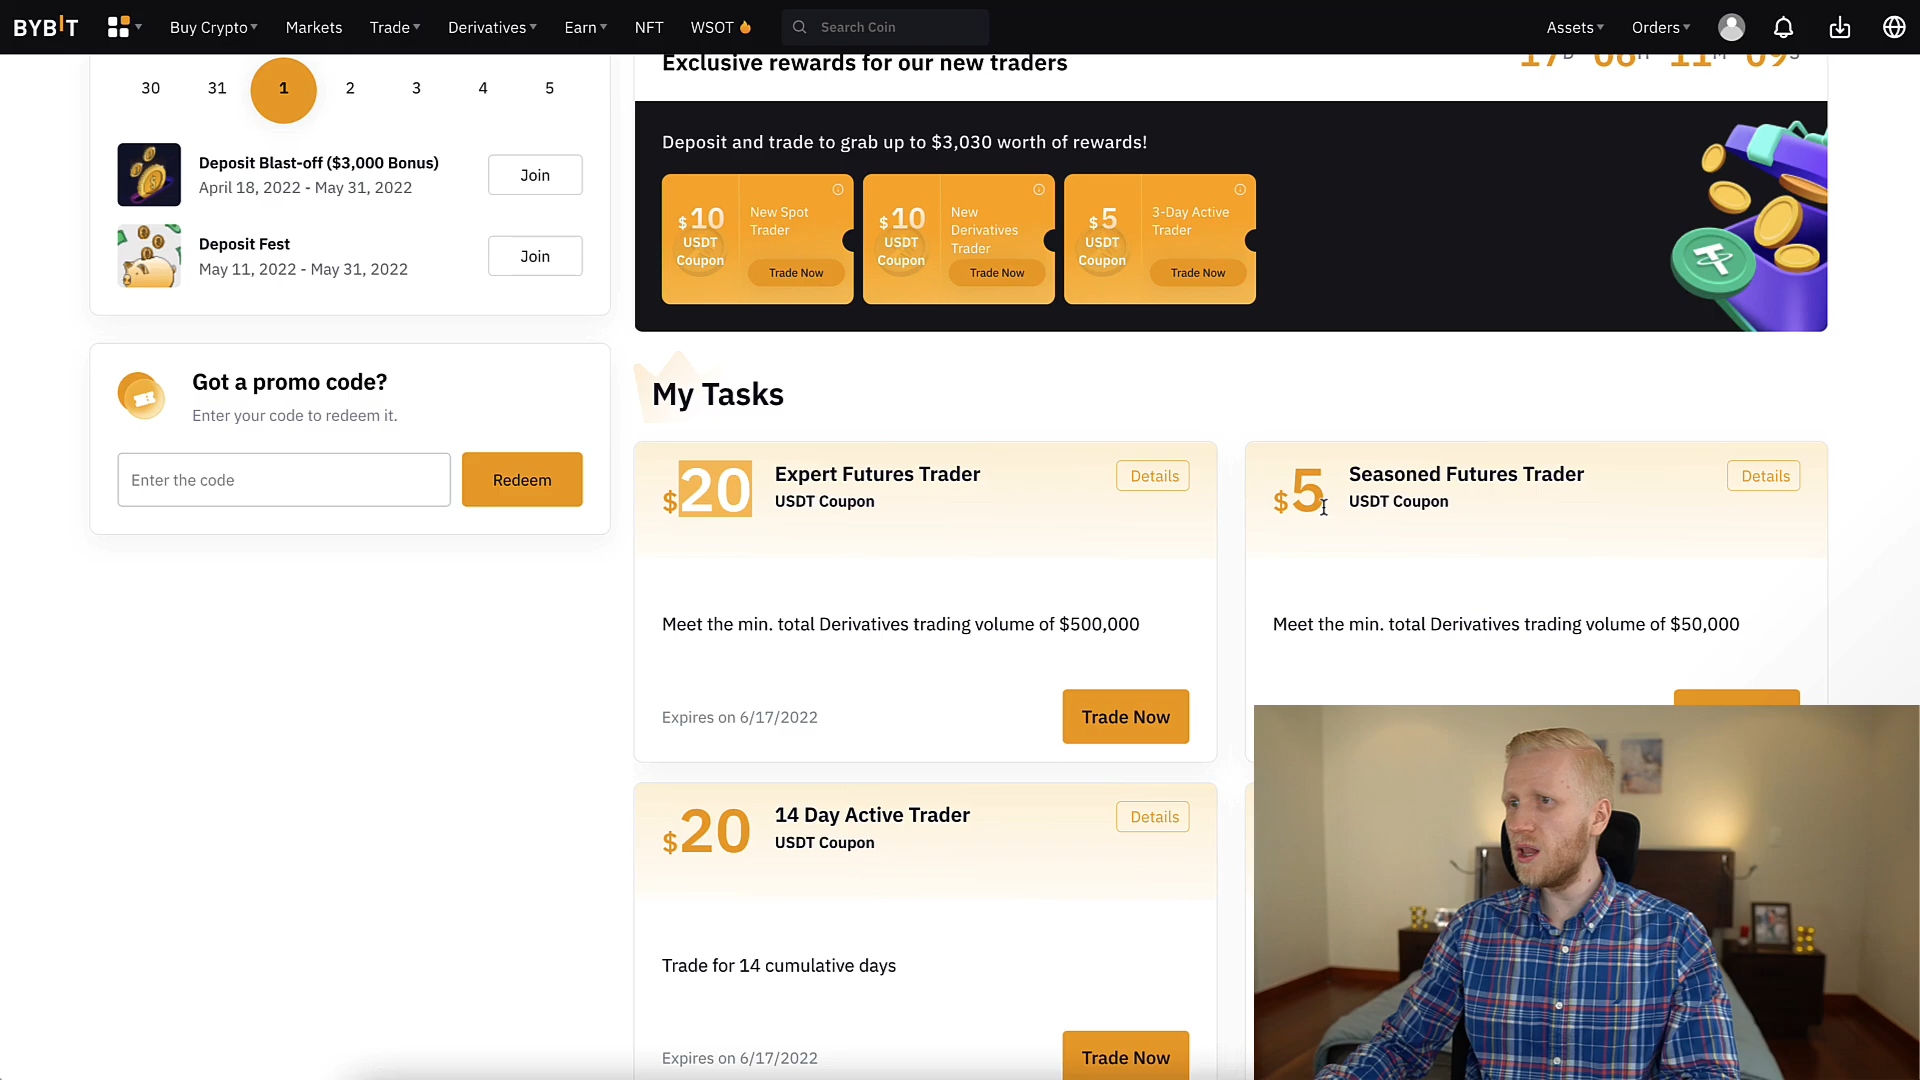 BYBIT
Buy Crypto
Markets
Trade
Derivatives
Earn
NFT
WSOT
Search Coin
Assets
Orders
30 31 1 2 3 4 5
Deposit Blast-off ($3,000 Bonus)
April 18, 2022 - May 31, 2022
Join
Deposit Fest
May 11, 2022 - May 31, 2022
Join
Got a promo code?
Enter your code to redeem it.
Enter the code
Redeem
Exclusive rewards for our new traders
17D 08H 11M 09S
Deposit and trade to grab up to $3,030 worth of rewards!
$10
USDT
Coupon
New Spot
Trader
Trade Now
$10
USDT
Coupon
New
Derivatives
Trader
Trade Now
$5
USDT
Coupon
3-Day Active
Trader
Trade Now
My Tasks
$20
Expert Futures Trader
USDT Coupon
Details
Meet the min. total Derivatives trading volume of $500,000
Expires on 6/17/2022
Trade Now
$5
Seasoned Futures Trader
USDT Coupon
Details
Meet the min. total Derivatives trading volume of $50,000
$20
14 Day Active Trader
USDT Coupon
Details
Trade for 14 cumulative days
Expires on 6/17/2022
Trade Now